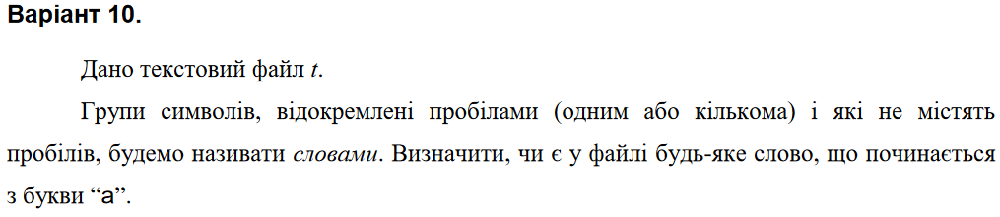 Варіант 10.
Дано текстовий файл t.
Групи символів, відокремлені пробілами (одним або кількома) і які не містять
пробілів, будемо називати словами. Визначити, чи є у файлі будь-яке слово, що починається
з букви “а”.